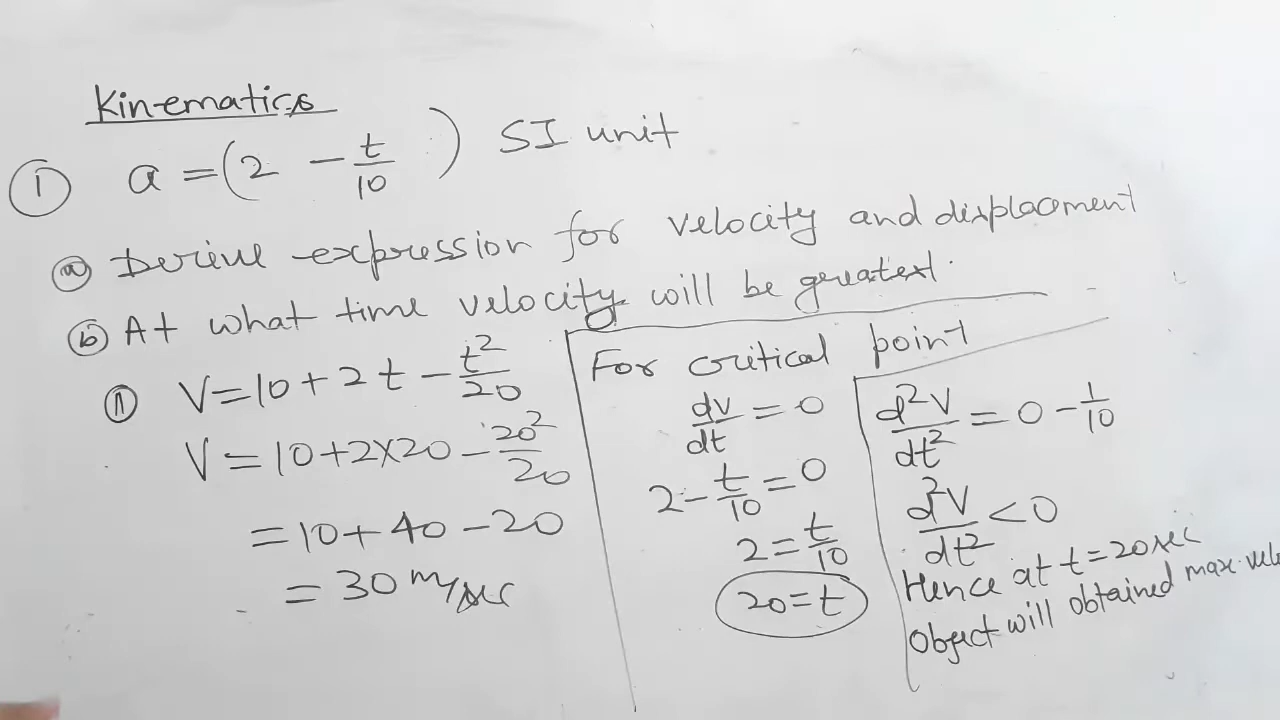 Kinematics
① a = (2 - t/10) SI unit
ⓐ Derive expression for velocity and displacement
ⓑ At what time velocity will be greatest.
⑪ V = 10 + 2t - t²/20
V = 10 + 2×20 - 20²/20
= 10 + 40 - 20
= 30 m/sec
For critical point
dv/dt = 0
2 - t/10 = 0
2 = t/10
20 = t
d²V/dt² = 0 - 1/10
d²V/dt² < 0
Hence at t = 20 sec
Object will obtained max. velo